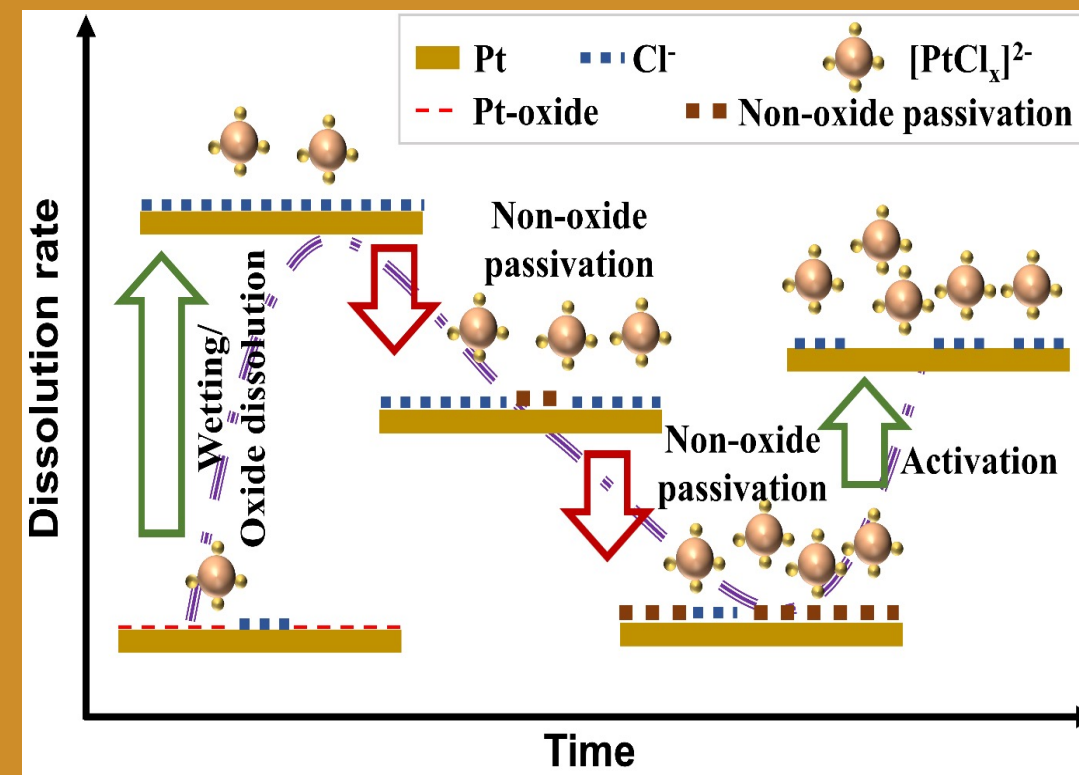 Pt
Cl⁻
[PtClₓ]²⁻
Pt-oxide
Non-oxide passivation
Dissolution rate
Wetting/
Oxide dissolution
Non-oxide
passivation
Non-oxide
passivation
Activation
Time